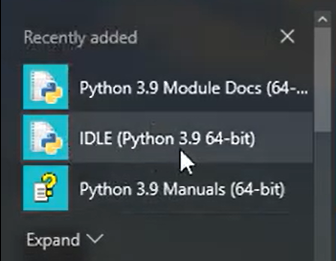 Recently added
Python 3.9 Module Docs (64-...
IDLE (Python 3.9 64-bit)
Python 3.9 Manuals (64-bit)
Expand